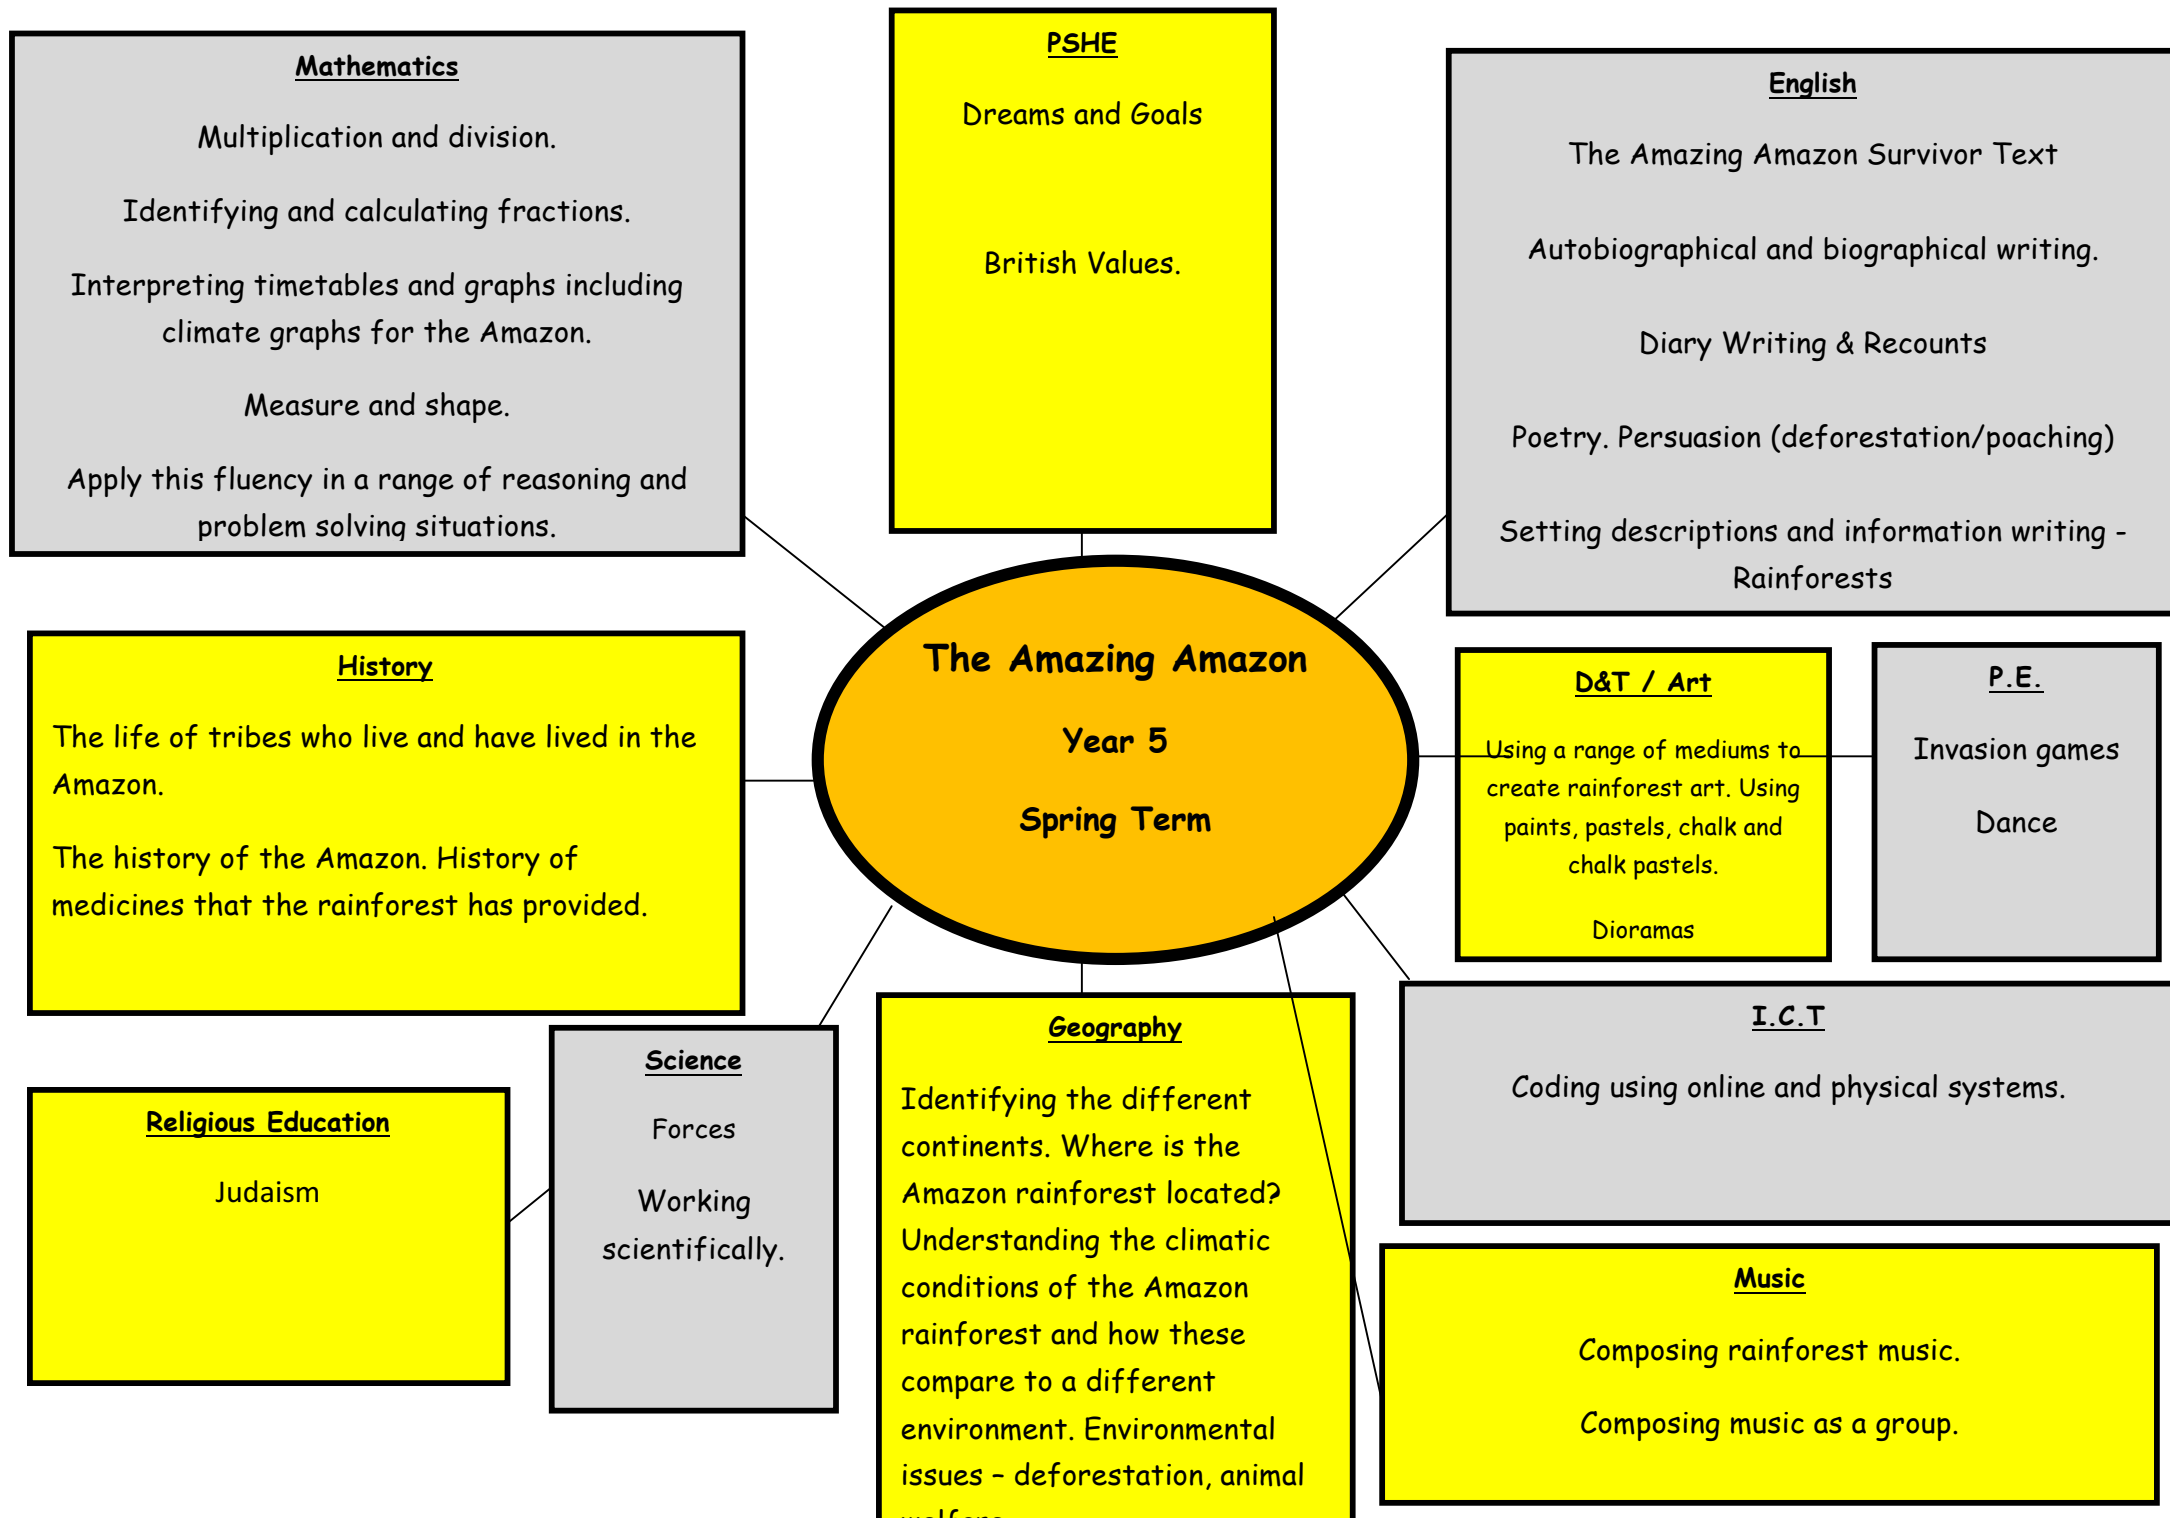 Mathematics
Multiplication and division.
Identifying and calculating fractions.
Interpreting timetables and graphs including
climate graphs for the Amazon.
Measure and shape.
Apply this fluency in a range of reasoning and
problem solving situations.
PSHE
Dreams and Goals
British Values.
English
The Amazing Amazon Survivor Text
Autobiographical and biographical writing.
Diary Writing & Recounts
Poetry. Persuasion (deforestation/poaching)
Setting descriptions and information writing -
Rainforests
The Amazing Amazon
Year 5
Spring Term
History
The life of tribes who live and have lived in the
Amazon.
The history of the Amazon. History of
medicines that the rainforest has provided.
D&T / Art
Using a range of mediums to
create rainforest art. Using
paints, pastels, chalk and
chalk pastels.
Dioramas
P.E.
Invasion games
Dance
Religious Education
Judaism
Science
Forces
Working
scientifically.
Geography
Identifying the different
continents. Where is the
Amazon rainforest located?
Understanding the climatic
conditions of the Amazon
rainforest and how these
compare to a different
environment. Environmental
issues – deforestation, animal
I.C.T
Coding using online and physical systems.
Music
Composing rainforest music.
Composing music as a group.